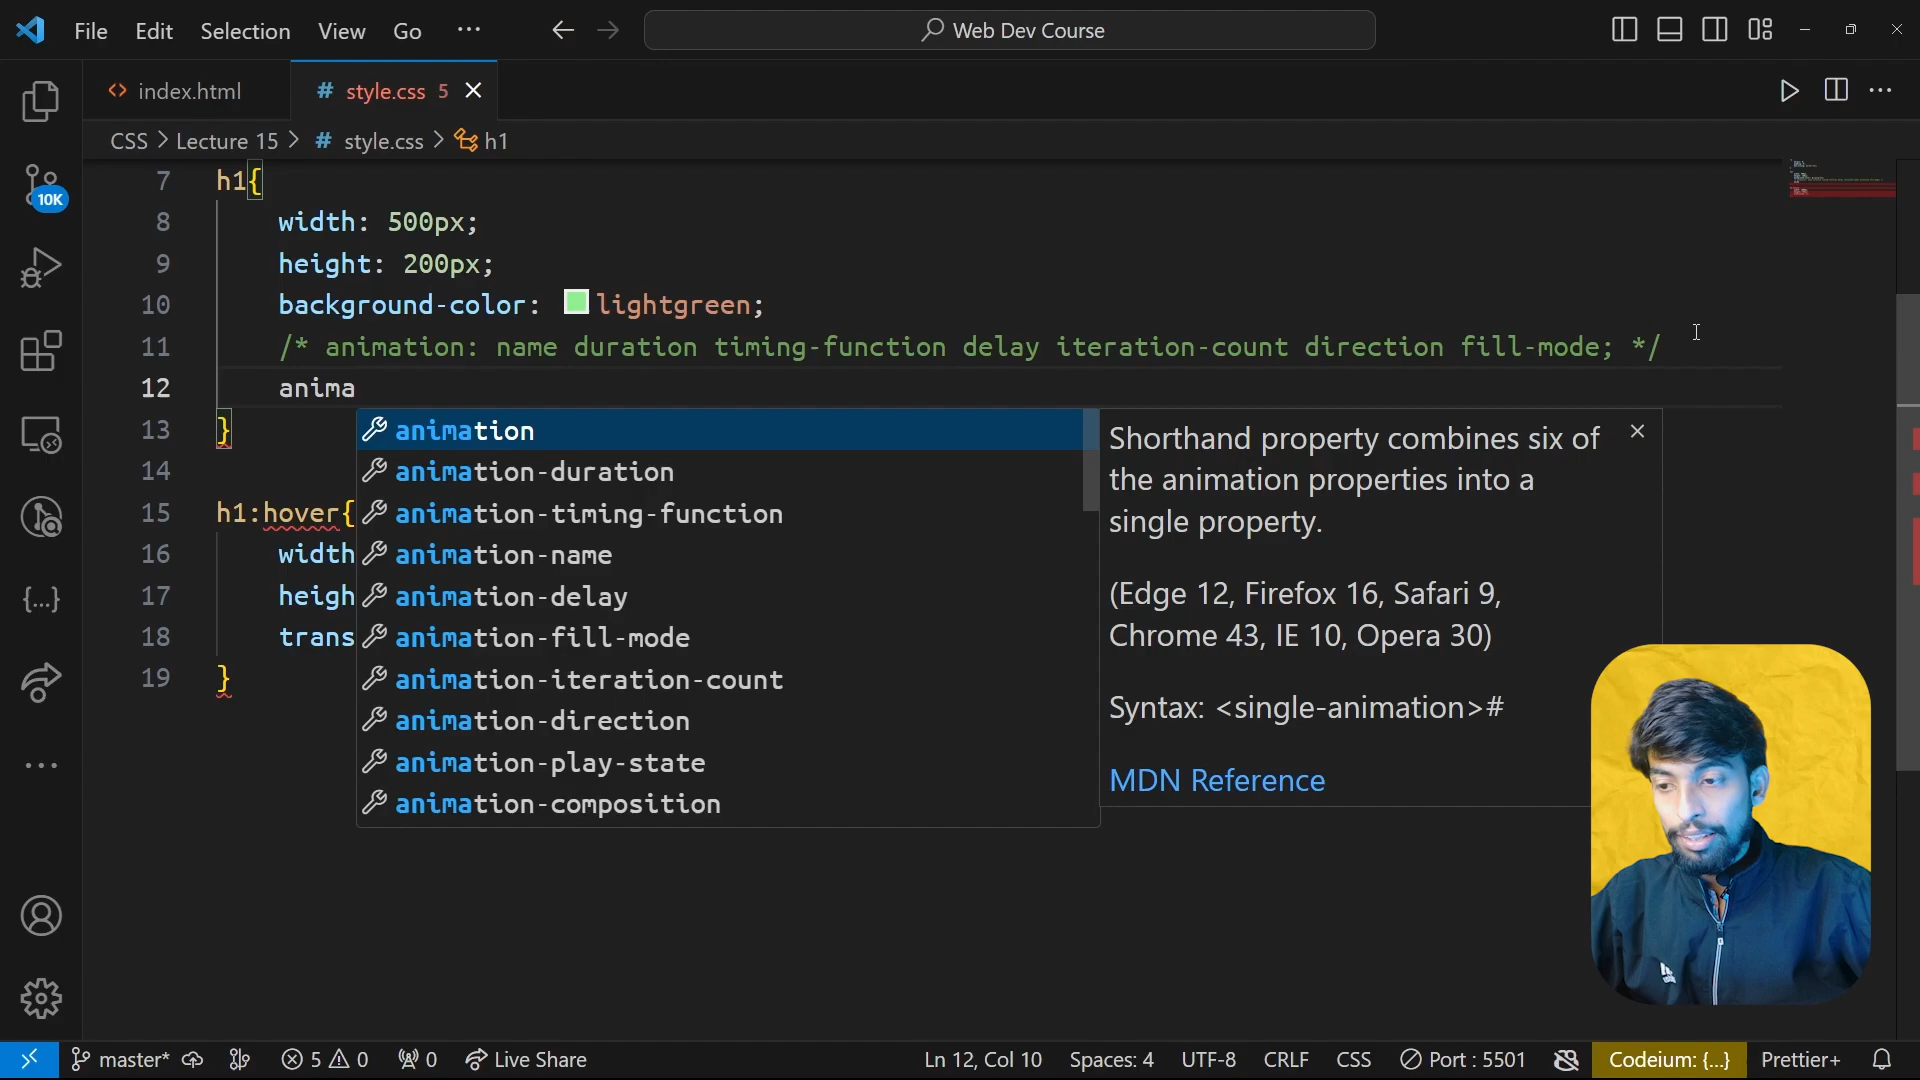 File Edit Selection View Go ··· Web Dev Course
index.html # style.css 5
CSS > Lecture 15 > # style.css > h1
7 h1{
8 width: 500px;
9 height: 200px;
10 background-color: lightgreen;
11 /* animation: name duration timing-function delay iteration-count direction fill-mode; */
12 anima
13 }
14
15 h1:hover{
16 width
17 heigh
18 trans
19 }
animation
animation-duration
animation-timing-function
animation-name
animation-delay
animation-fill-mode
animation-iteration-count
animation-direction
animation-play-state
animation-composition
Shorthand property combines six of
the animation properties into a
single property.
(Edge 12, Firefox 16, Safari 9,
Chrome 43, IE 10, Opera 30)
Syntax: <single-animation>#
MDN Reference
10K
{...}
master* 5 0 0 Live Share Ln 12, Col 10 Spaces: 4 UTF-8 CRLF CSS Port : 5501 Codeium: {...} Prettier+